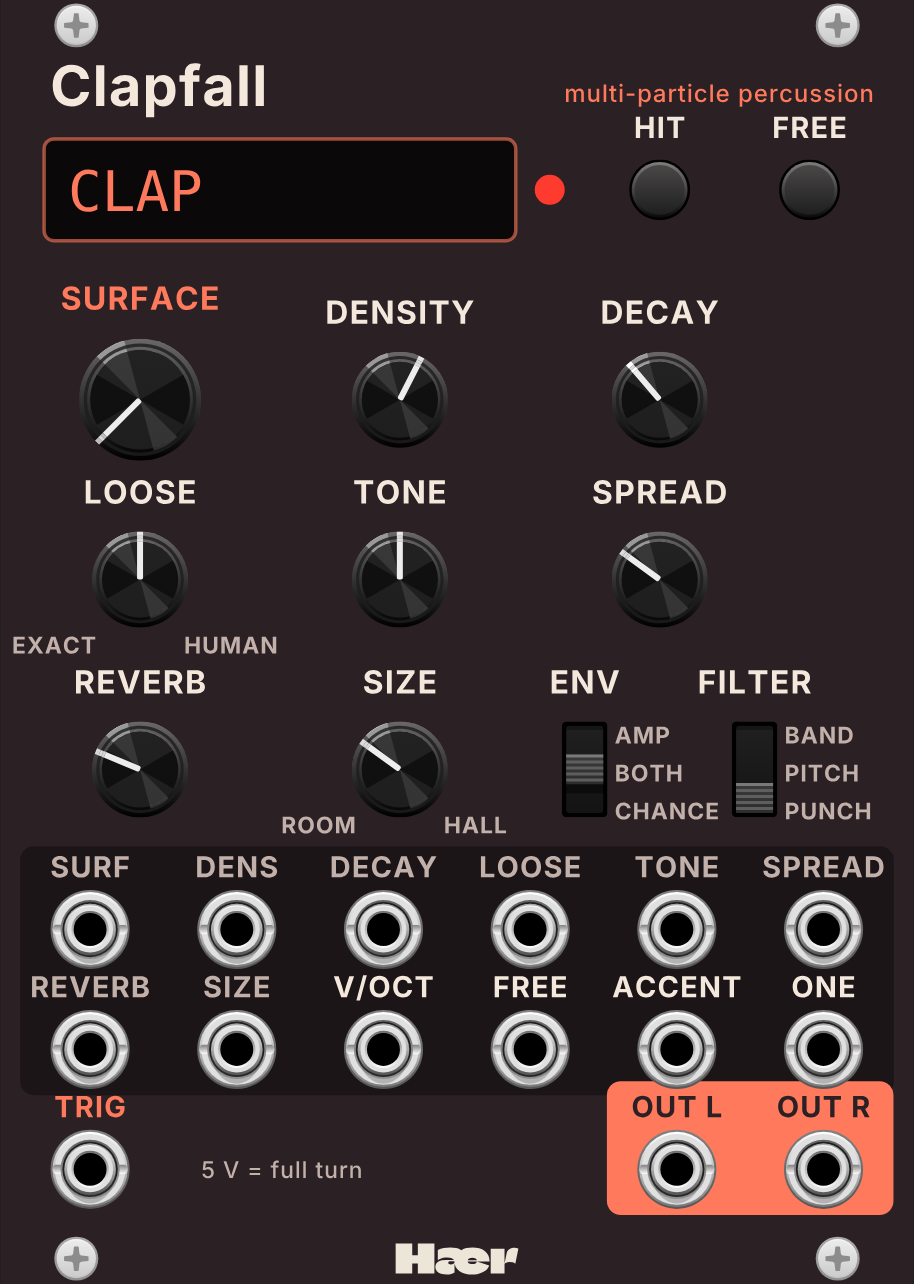 Clapfall
multi-particle percussion
HIT FREE
CLAP
SURFACE DENSITY DECAY
LOOSE TONE SPREAD
EXACT HUMAN
REVERB SIZE ENV FILTER
AMP BAND
BOTH PITCH
CHANCE PUNCH
ROOM HALL
SURF DENS DECAY LOOSE TONE SPREAD
REVERB SIZE V/OCT FREE ACCENT ONE
TRIG OUT L OUT R
5 V = full turn
Hær